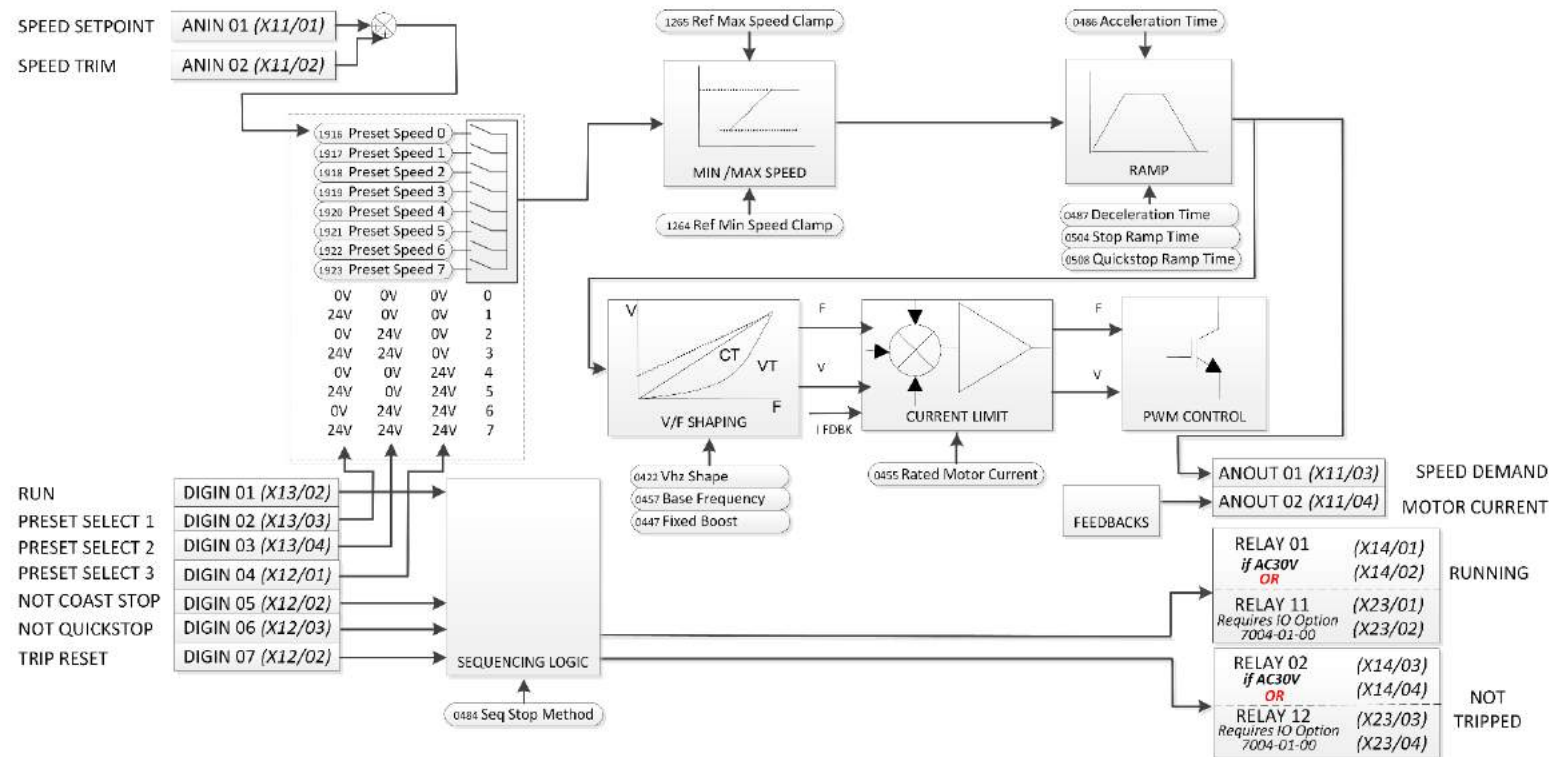 SPEED SETPOINT
ANIN 01 (X11/01)
SPEED TRIM
ANIN 02 (X11/02)
1265 Ref Max Speed Clamp
MIN /MAX SPEED
1264 Ref Min Speed Clamp
0486 Acceleration Time
RAMP
0487 Deceleration Time
0504 Stop Ramp Time
0508 Quickstop Ramp Time
1916 Preset Speed 0
1917 Preset Speed 1
1918 Preset Speed 2
1919 Preset Speed 3
1920 Preset Speed 4
1921 Preset Speed 5
1922 Preset Speed 6
1923 Preset Speed 7
0V 0V 0V 0
24V 0V 0V 1
0V 24V 0V 2
24V 24V 0V 3
0V 0V 24V 4
24V 0V 24V 5
0V 24V 24V 6
24V 24V 24V 7
V
CT
VT
F
V/F SHAPING
F
V
I FDBK
CURRENT LIMIT
F
V
PWM CONTROL
0422 Vhz Shape
0457 Base Frequency
0447 Fixed Boost
0455 Rated Motor Current
ANOUT 01 (X11/03)
SPEED DEMAND
ANOUT 02 (X11/04)
MOTOR CURRENT
FEEDBACKS
RUN
DIGIN 01 (X13/02)
PRESET SELECT 1
DIGIN 02 (X13/03)
PRESET SELECT 2
DIGIN 03 (X13/04)
PRESET SELECT 3
DIGIN 04 (X12/01)
NOT COAST STOP
DIGIN 05 (X12/02)
NOT QUICKSTOP
DIGIN 06 (X12/03)
TRIP RESET
DIGIN 07 (X12/02)
SEQUENCING LOGIC
0484 Seq Stop Method
RELAY 01
if AC30V
OR
(X14/01)
(X14/02)
RUNNING
RELAY 11
Requires IO Option
7004-01-00
(X23/01)
(X23/02)
RELAY 02
if AC30V
OR
(X14/03)
(X14/04)
NOT
TRIPPED
RELAY 12
Requires IO Option
7004-01-00
(X23/03)
(X23/04)